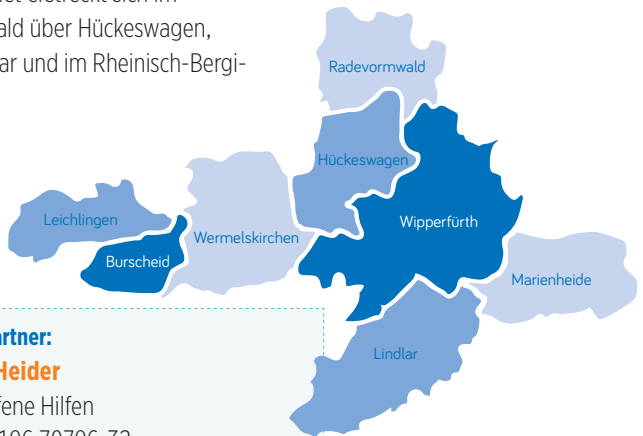 ald über Hückeswagen,
ar und im Rheinisch-Bergi-
Radevormwald
Hückeswagen
Wipperfürth
Leichlingen
Wermelskirchen
Burscheid
Marienheide
Lindlar
artner:
Heider
fene Hilfen